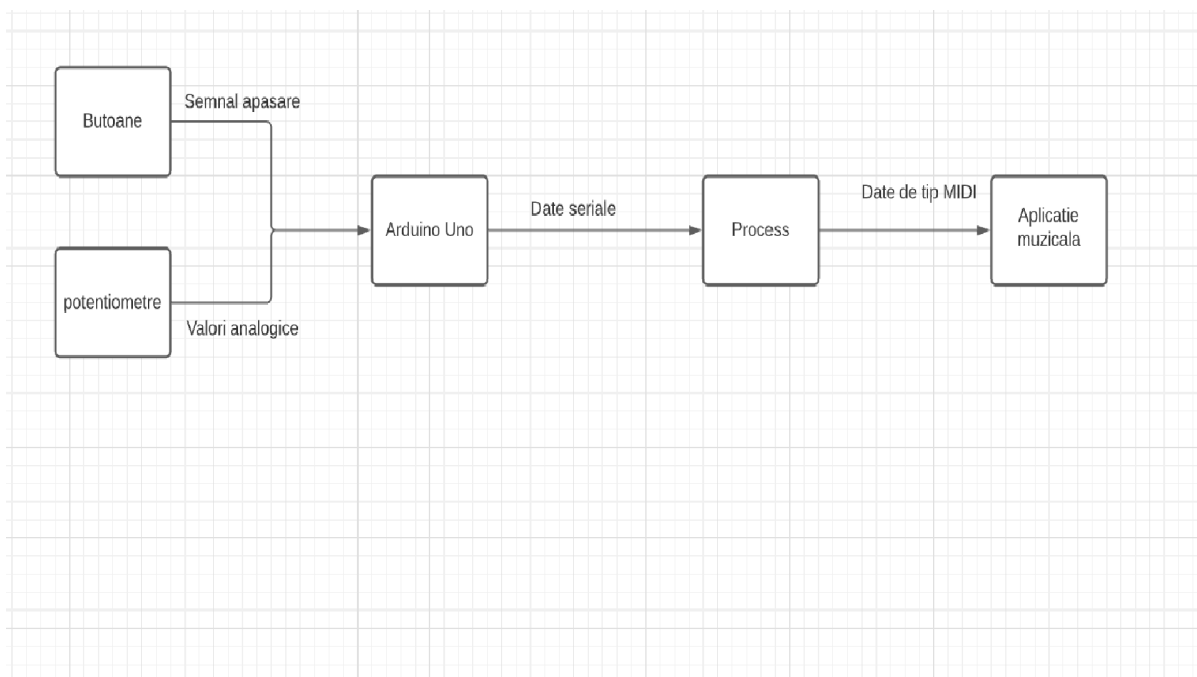 Butoane
Semnal apasare
potentiometre
Valori analogice
Arduino Uno
Date seriale
Process
Date de tip MIDI
Aplicatie
muzicala